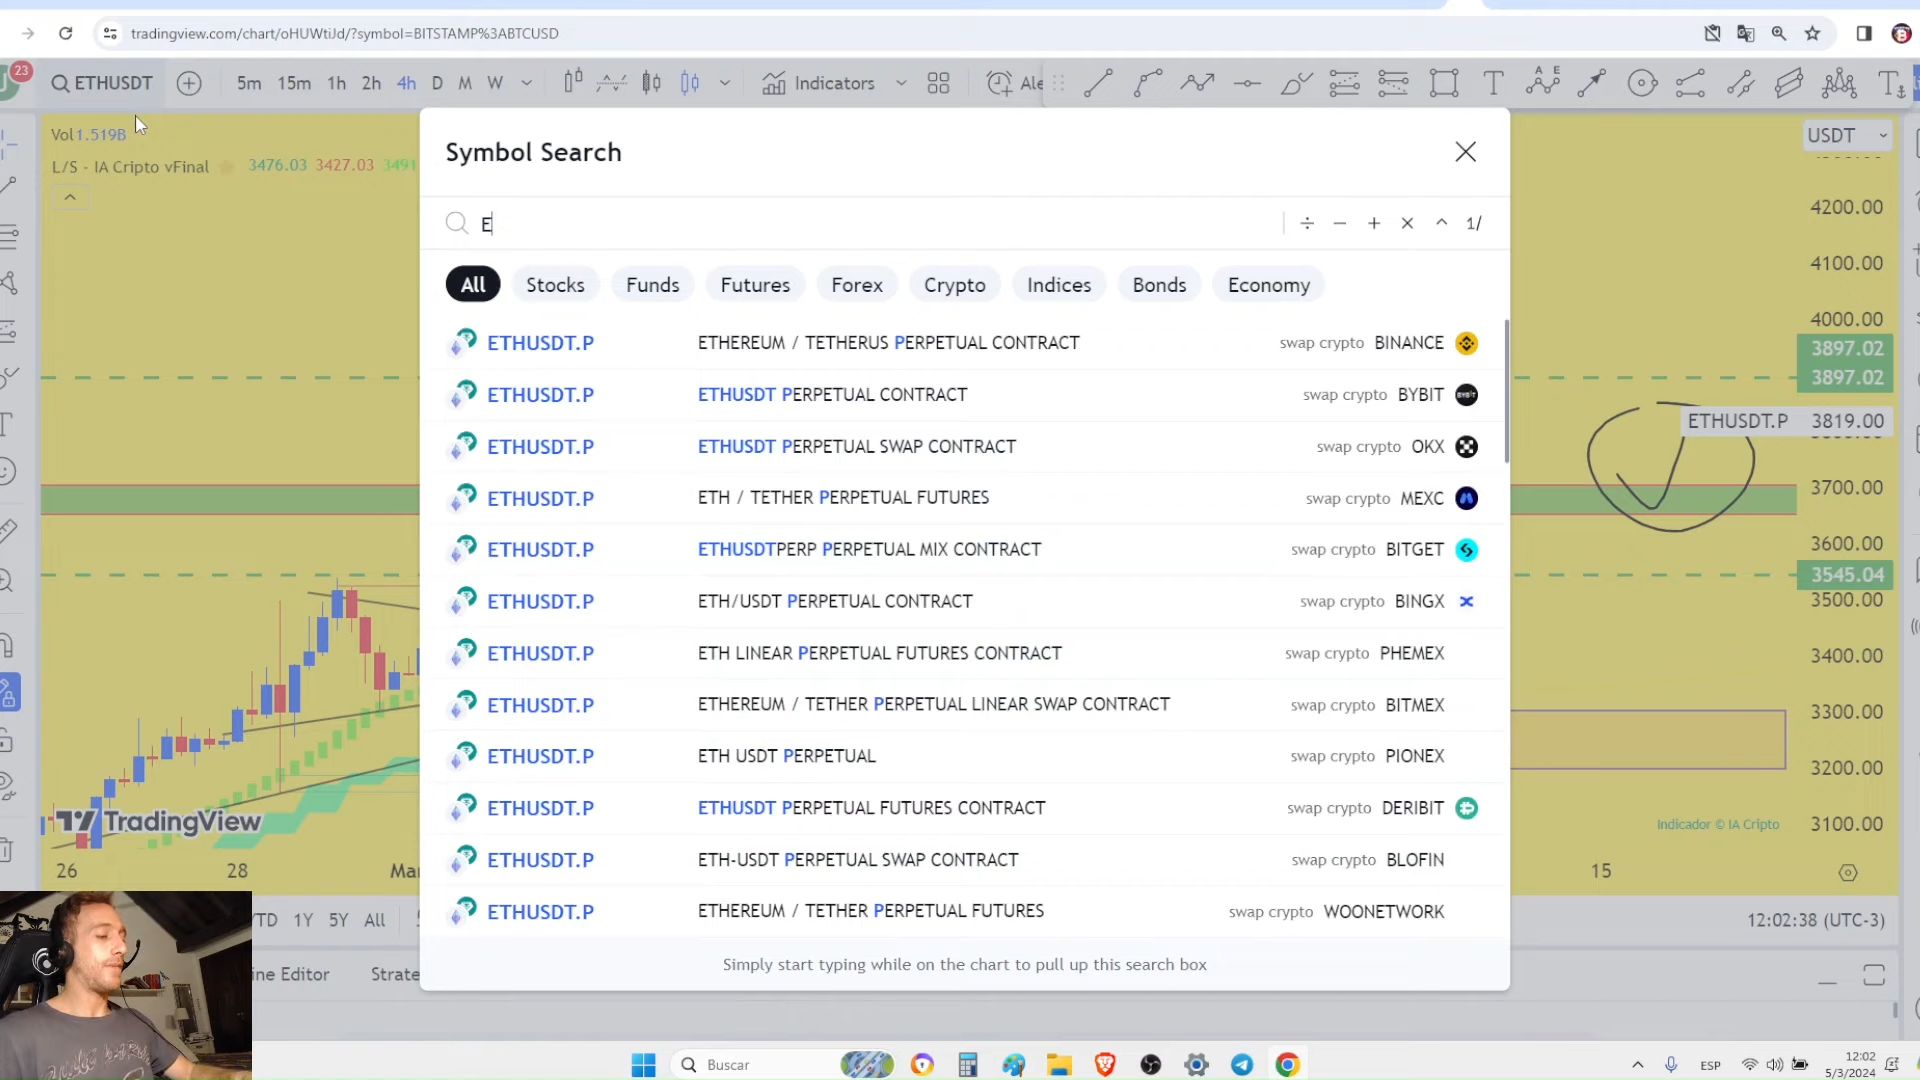 tradingview.com/chart/oHUWtiJd/?symbol=BITSTAMP%3ABTCUSD
23
ETHUSDT 5m 15m 1h 2h 4h D M W Indicators Ale
Vol 1.519B
L/S - IA Cripto vFinal 3476.03 3427.03 3491
Symbol Search
E
÷ − + × ^ 1/
All Stocks Funds Futures Forex Crypto Indices Bonds Economy
ETHUSDT.P ETHEREUM / TETHERUS PERPETUAL CONTRACT swap crypto BINANCE
ETHUSDT.P ETHUSDT PERPETUAL CONTRACT swap crypto BYBIT
ETHUSDT.P ETHUSDT PERPETUAL SWAP CONTRACT swap crypto OKX
ETHUSDT.P ETH / TETHER PERPETUAL FUTURES swap crypto MEXC
ETHUSDT.P ETHUSDTPERP PERPETUAL MIX CONTRACT swap crypto BITGET
ETHUSDT.P ETH/USDT PERPETUAL CONTRACT swap crypto BINGX
ETHUSDT.P ETH LINEAR PERPETUAL FUTURES CONTRACT swap crypto PHEMEX
ETHUSDT.P ETHEREUM / TETHER PERPETUAL LINEAR SWAP CONTRACT swap crypto BITMEX
ETHUSDT.P ETH USDT PERPETUAL swap crypto PIONEX
ETHUSDT.P ETHUSDT PERPETUAL FUTURES CONTRACT swap crypto DERIBIT
ETHUSDT.P ETH-USDT PERPETUAL SWAP CONTRACT swap crypto BLOFIN
ETHUSDT.P ETHEREUM / TETHER PERPETUAL FUTURES swap crypto WOONETWORK
Simply start typing while on the chart to pull up this search box
USDT
4200.00
4100.00
4000.00
3897.02
3897.02
ETHUSDT.P 3819.00
3700.00
3600.00
3545.04
3500.00
3400.00
3300.00
3200.00
3100.00
Indicador © IA Cripto
TradingView
26 28 Mar 15
YTD 1Y 5Y All
12:02:38 (UTC-3)
ine Editor Strate
Buscar
ESP
12:02
5/3/2024